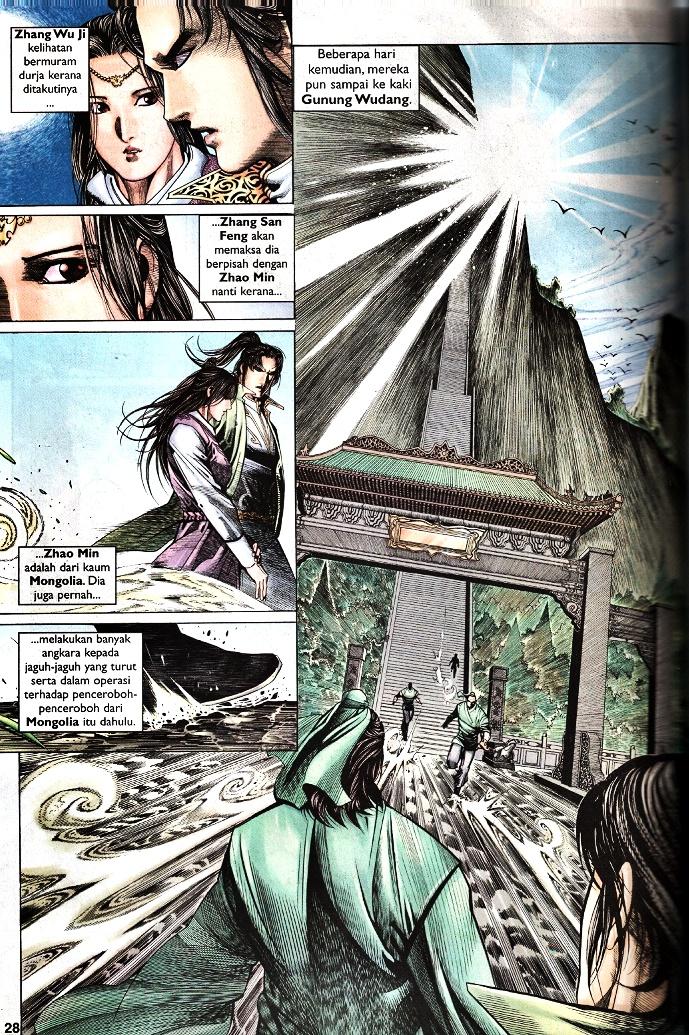 Zhang Wu Ji
kelihatan
bermuram
durja kerana
ditakutinya
...
...Zhang San
Feng akan
memaksa dia
berpisah dengan
Zhao Min
nanti kerana...
...Zhao Min
adalah dari kaum
Mongolia. Dia
juga pernah...
...melakukan banyak
angkara kepada
jaguh-jaguh yang turut
serta dalam operasi
terhadap penceroboh-
penceroboh dari
Mongolia itu dahulu.
Beberapa hari
kemudian, mereka
pun sampai ke kaki
Gunung Wudang.
28